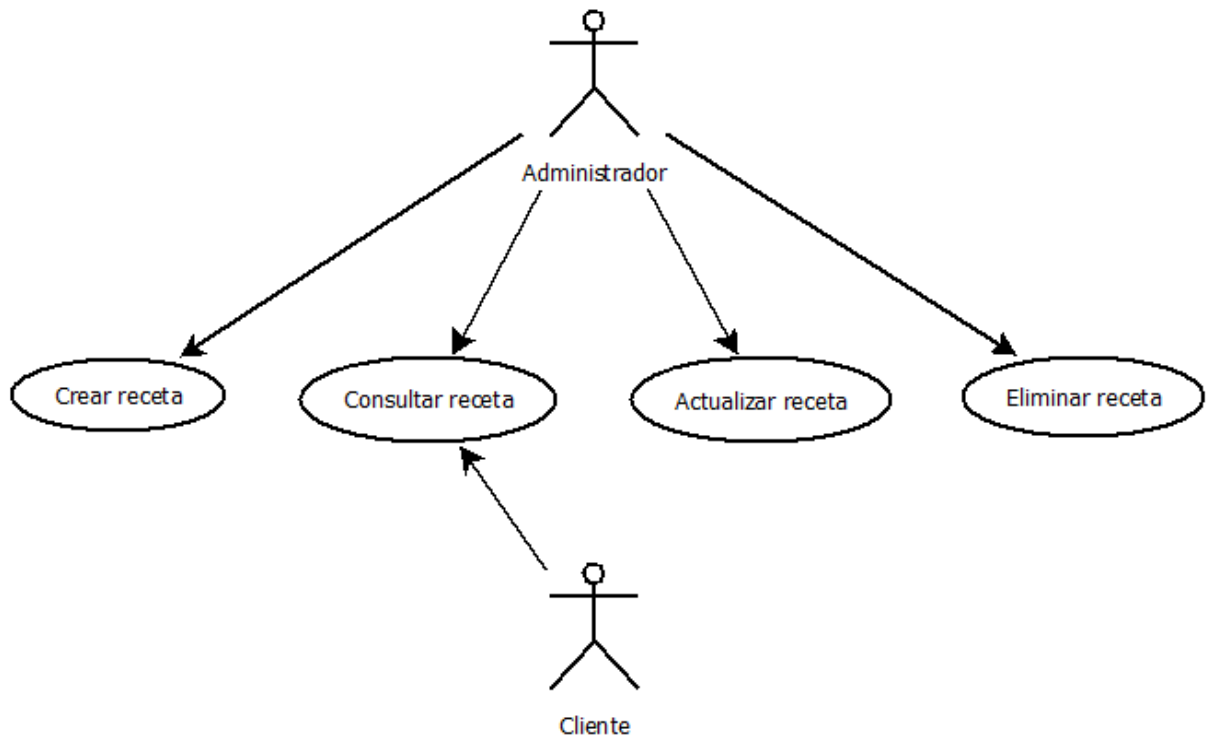 Administrador
Crear receta
Consultar receta
Actualizar receta
Eliminar receta
Cliente